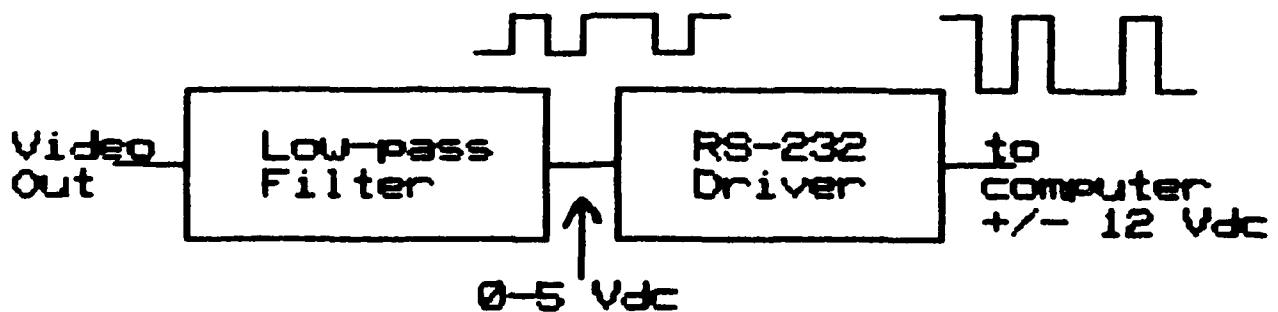 Video
Out
Low-pass
Filter
RS-232
Driver
to
computer
+/- 12 Vdc
0-5 Vdc